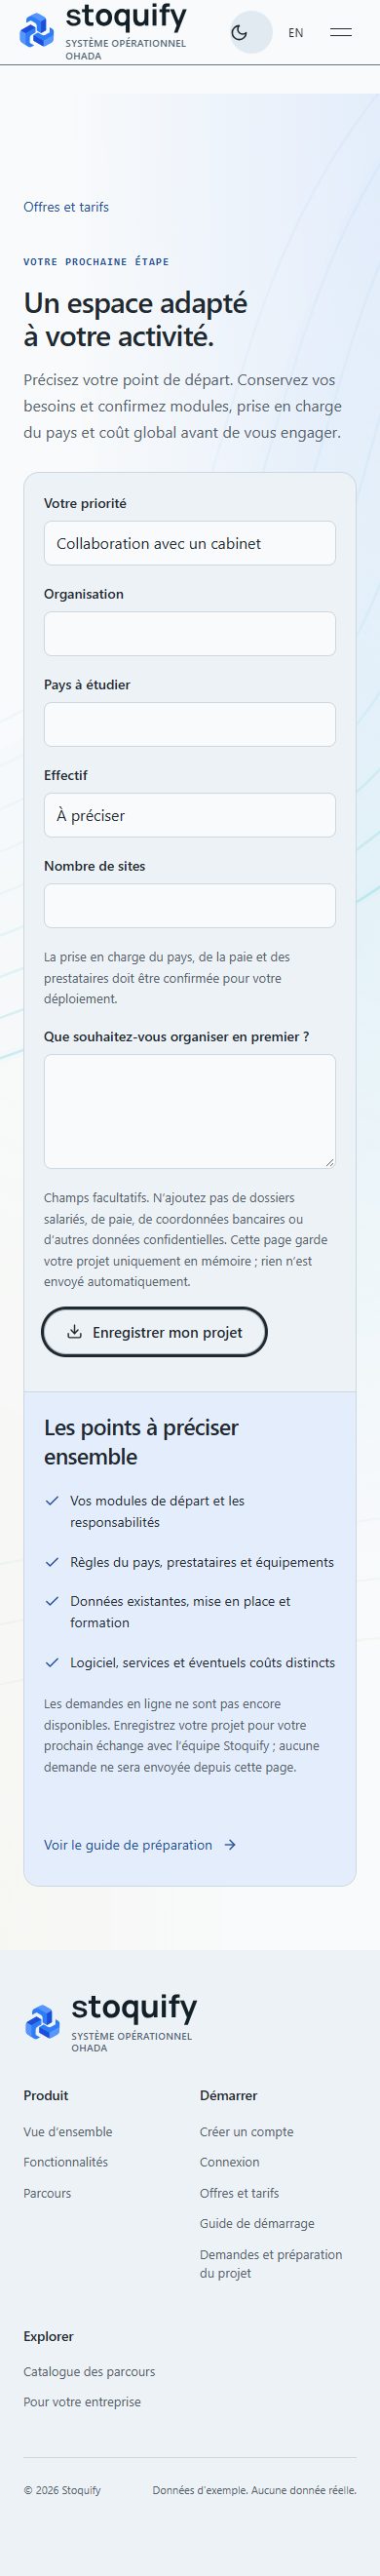 stoquify
SYSTÈME OPÉRATIONNEL
OHADA
EN
Offres et tarifs
VOTRE PROCHAINE ÉTAPE
Un espace adapté
à votre activité.
Précisez votre point de départ. Conservez vos
besoins et confirmez modules, prise en charge
du pays et coût global avant de vous engager.
Votre priorité
Collaboration avec un cabinet
Organisation
Pays à étudier
Effectif
À préciser
Nombre de sites
La prise en charge du pays, de la paie et des
prestataires doit être confirmée pour votre
déploiement.
Que souhaitez-vous organiser en premier ?
Champs facultatifs. N’ajoutez pas de dossiers
salariés, de paie, de coordonnées bancaires ou
d’autres données confidentielles. Cette page garde
votre projet uniquement en mémoire ; rien n’est
envoyé automatiquement.
Enregistrer mon projet
Les points à préciser
ensemble
Vos modules de départ et les
responsabilités
Règles du pays, prestataires et équipements
Données existantes, mise en place et
formation
Logiciel, services et éventuels coûts distincts
Les demandes en ligne ne sont pas encore
disponibles. Enregistrez votre projet pour votre
prochain échange avec l’équipe Stoquify ; aucune
demande ne sera envoyée depuis cette page.
Voir le guide de préparation
stoquify
SYSTÈME OPÉRATIONNEL
OHADA
Produit
Vue d’ensemble
Fonctionnalités
Parcours
Démarrer
Créer un compte
Connexion
Offres et tarifs
Guide de démarrage
Demandes et préparation
du projet
Explorer
Catalogue des parcours
Pour votre entreprise
© 2026 Stoquify
Données d’exemple. Aucune donnée réelle.